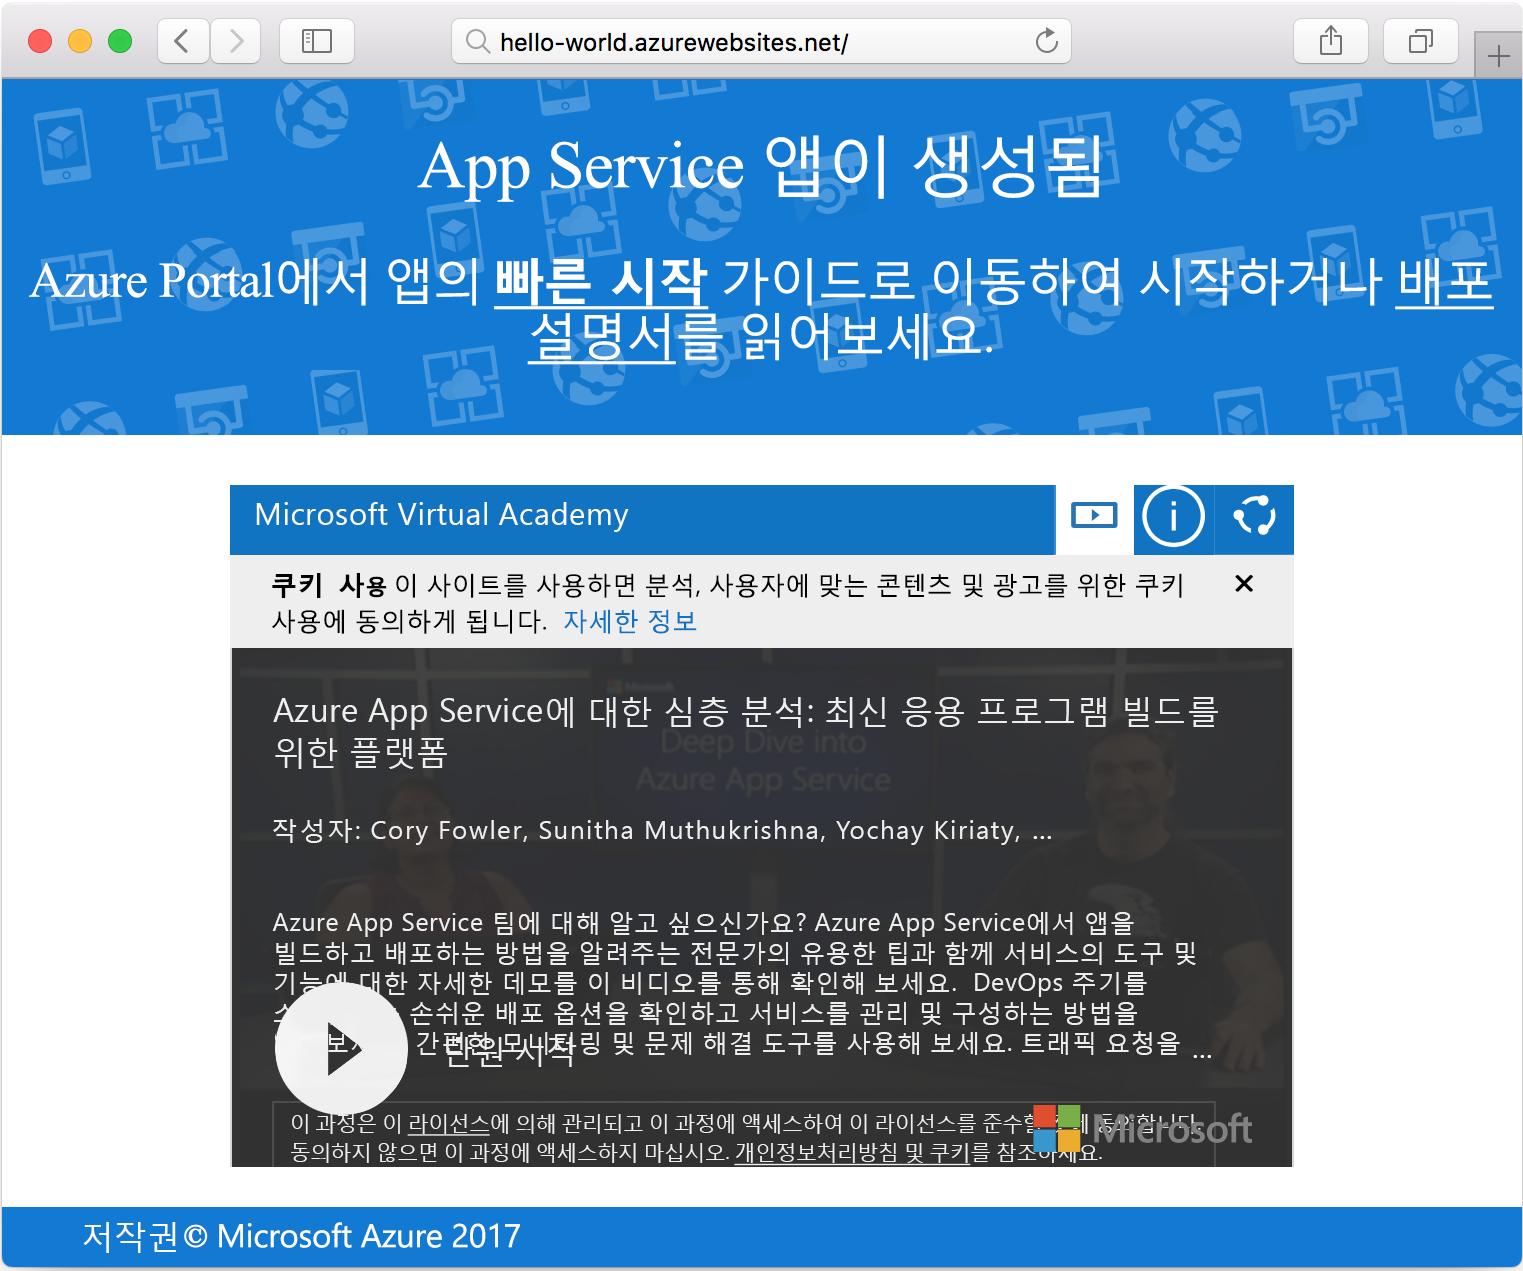 hello-world.azurewebsites.net/
App Service 앱이 생성됨
Azure Portal에서 앱의 빠른 시작 가이드로 이동하여 시작하거나 배포
설명서를 읽어보세요.
Microsoft Virtual Academy
쿠키 사용 이 사이트를 사용하면 분석, 사용자에 맞는 콘텐츠 및 광고를 위한 쿠키
사용에 동의하게 됩니다. 자세한 정보
Microsoft
Azure App Service에 대한 심층 분석: 최신 응용 프로그램 빌드를
위한 플랫폼
Deep Dive into
Azure App Service
작성자: Cory Fowler, Sunitha Muthukrishna, Yochay Kiriaty, ...
Azure App Service 팀에 대해 알고 싶으신가요? Azure App Service에서 앱을
빌드하고 배포하는 방법을 알려주는 전문가의 유용한 팁과 함께 서비스의 도구 및
기능에 대한 자세한 데모를 이 비디오를 통해 확인해 보세요. DevOps 주기를
손쉬운 배포 옵션을 확인하고 서비스를 관리 및 구성하는 방법을
간편한 모니터링 및 문제 해결 도구를 사용해 보세요. 트래픽 요청을 ...
단원 시작
이 과정은 이 라이선스에 의해 관리되고 이 과정에 액세스하여 이 라이선스를 준수할 동의합니다.
동의하지 않으면 이 과정에 액세스하지 마십시오. 개인정보처리방침 및 쿠키를 참조하세요.
Microsoft
저작권© Microsoft Azure 2017